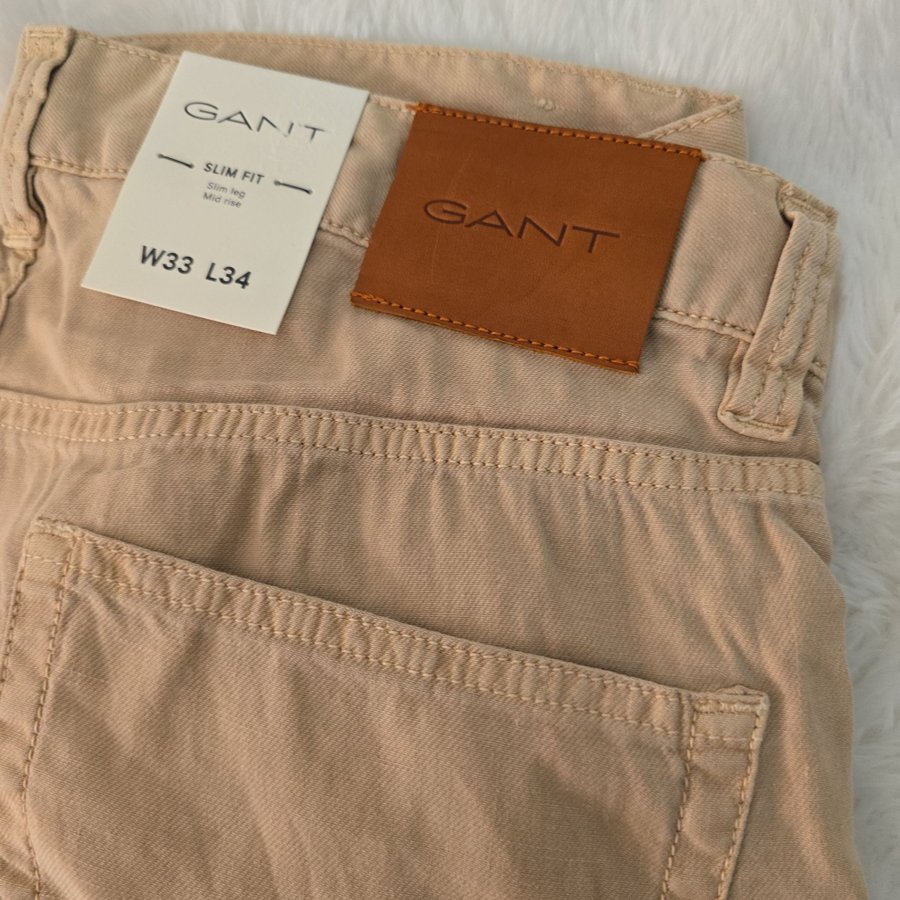 GANT
SLIM FIT
Slim leg
Mid rise
W33 L34
GANT